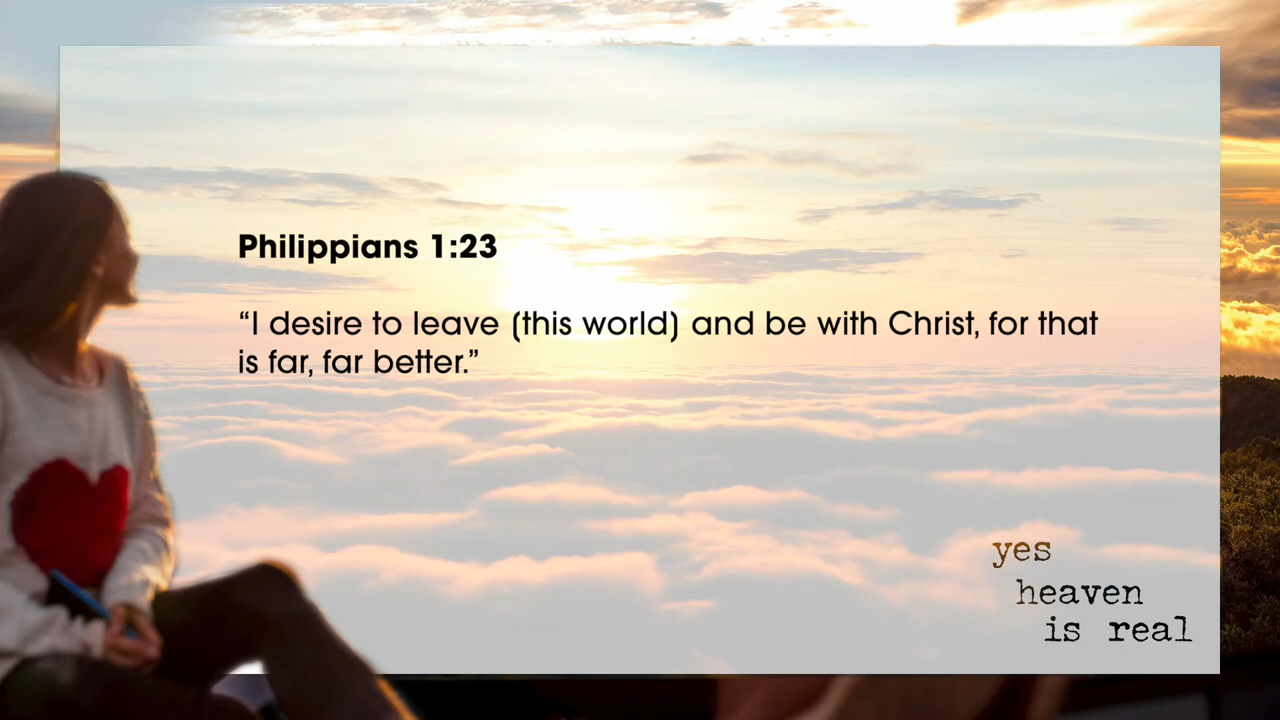 Philippians 1:23
“I desire to leave (this world) and be with Christ, for that
is far, far better.”
yes
heaven
is real